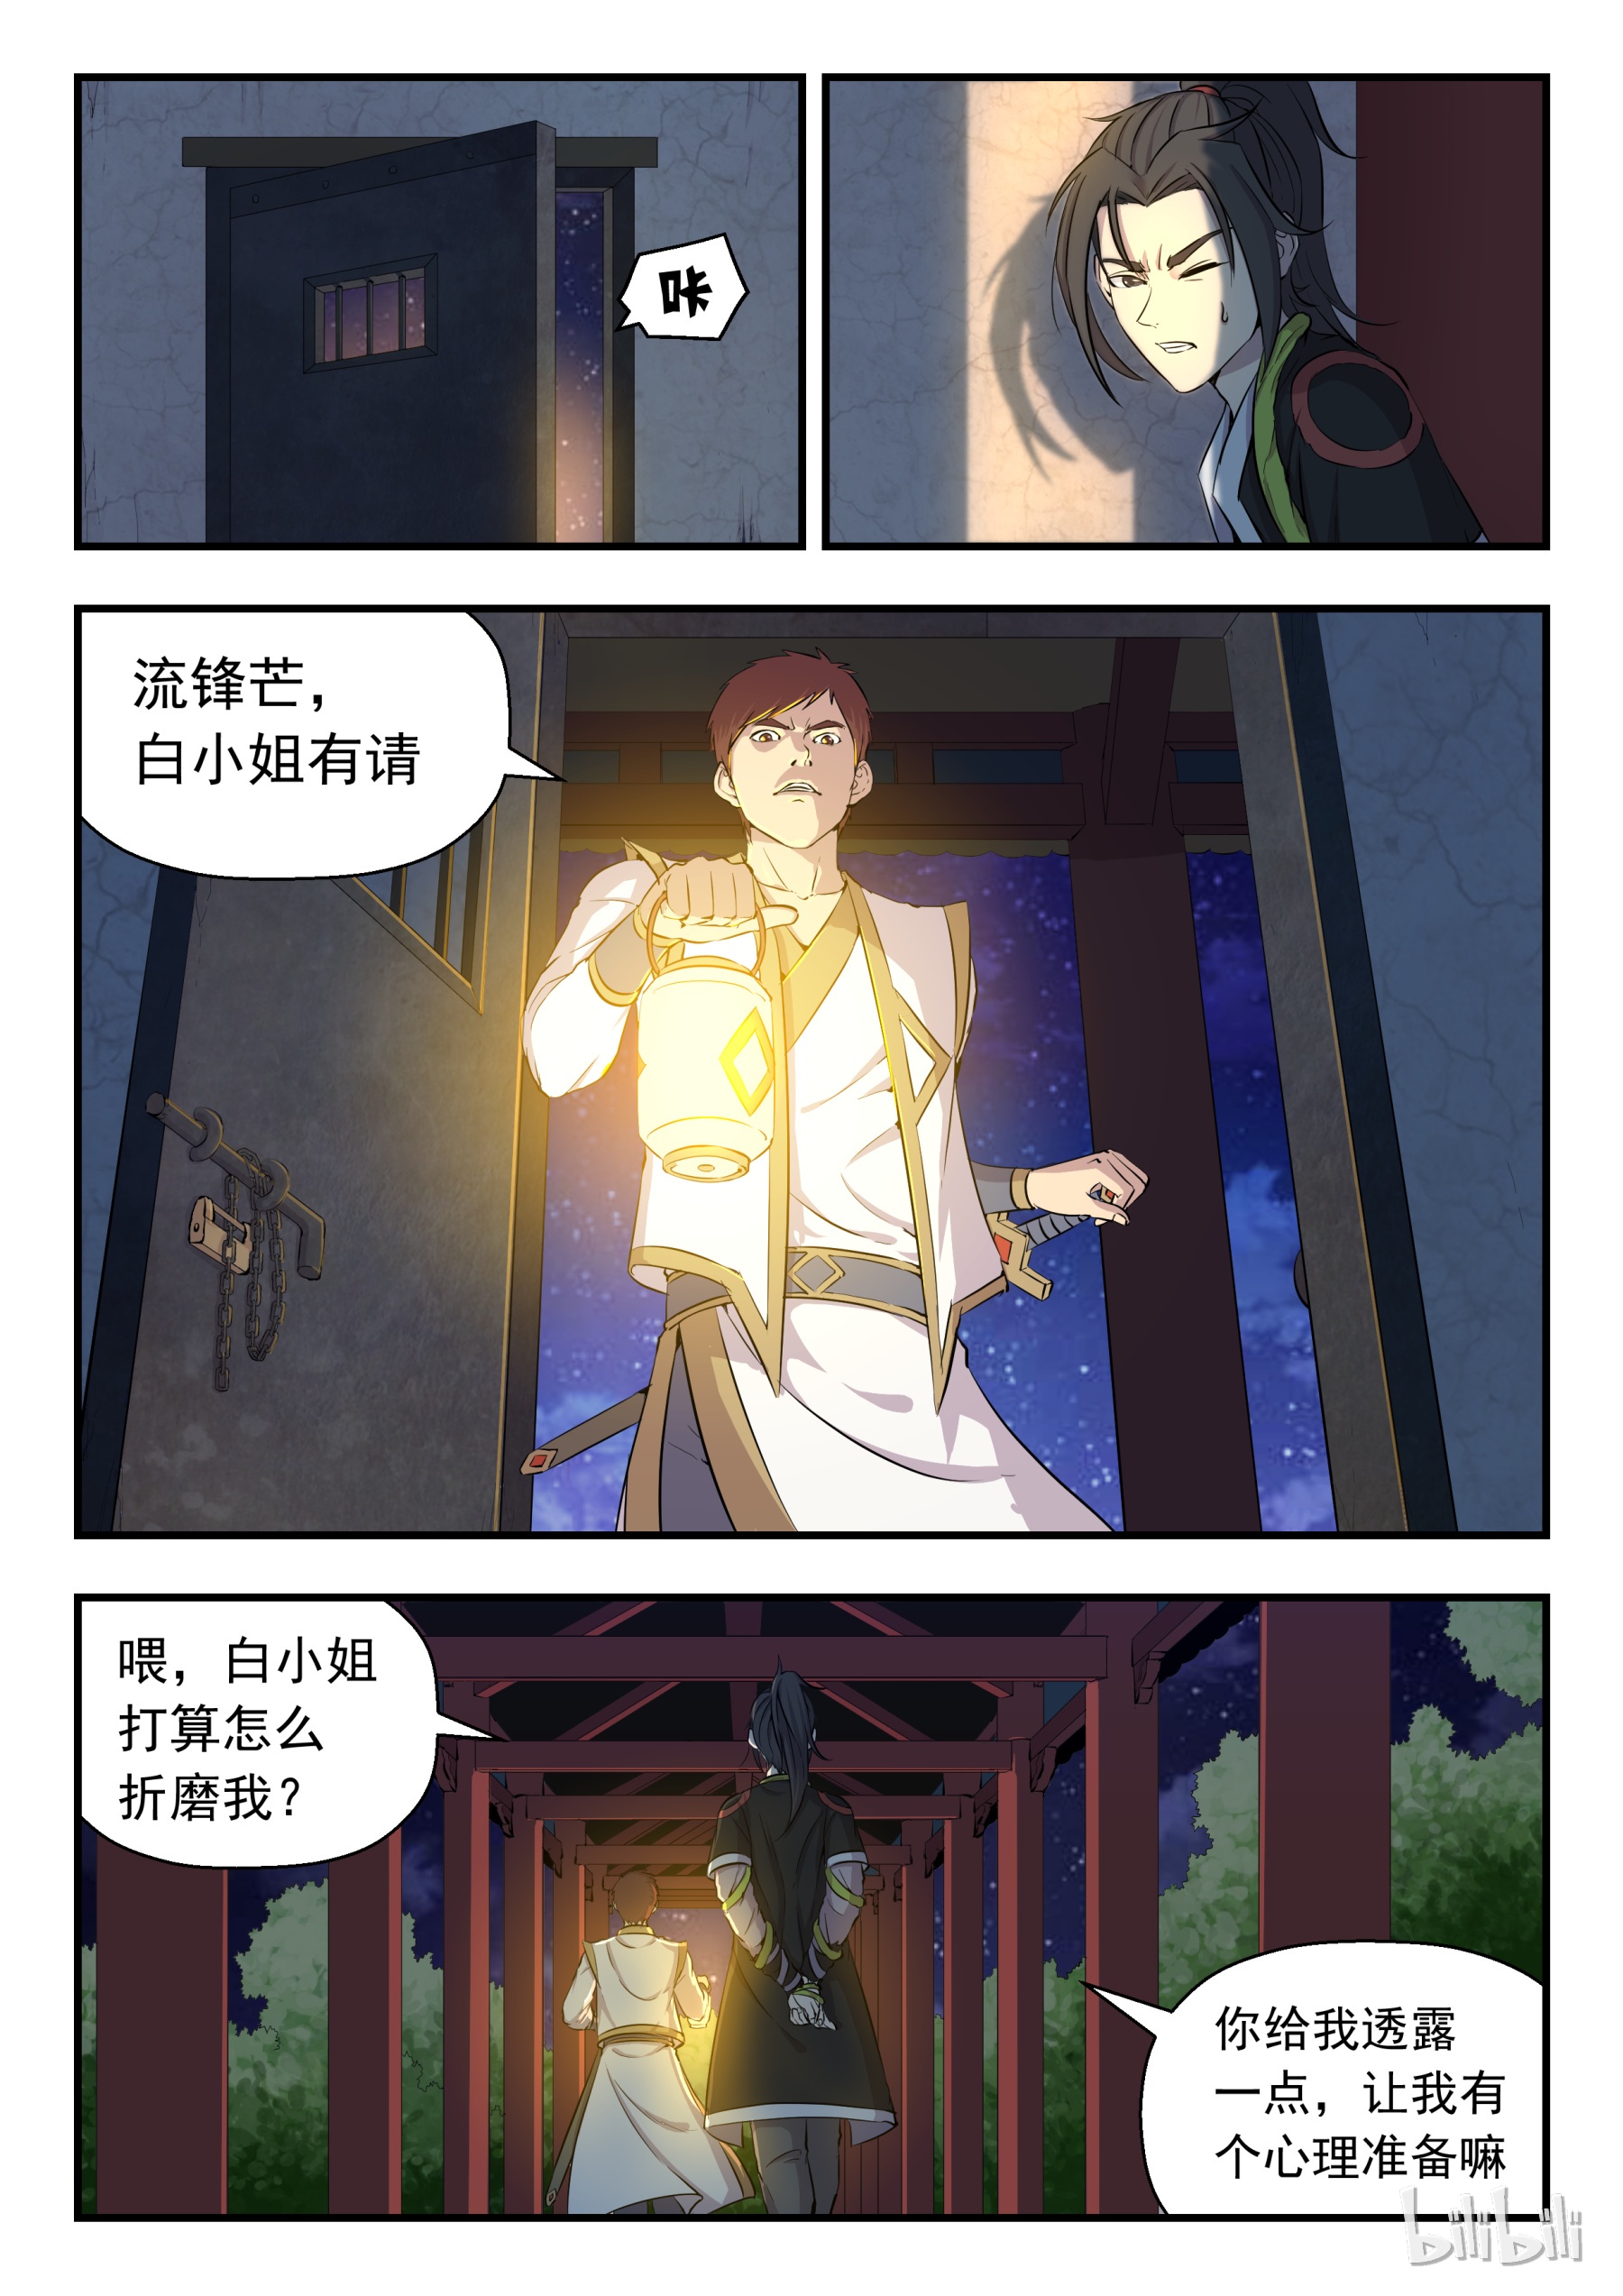 咔
流锋芒，
白小姐有请
喂，白小姐
打算怎么
折磨我？
你给我透露
一点，让我有
个心理准备嘛
bilibili